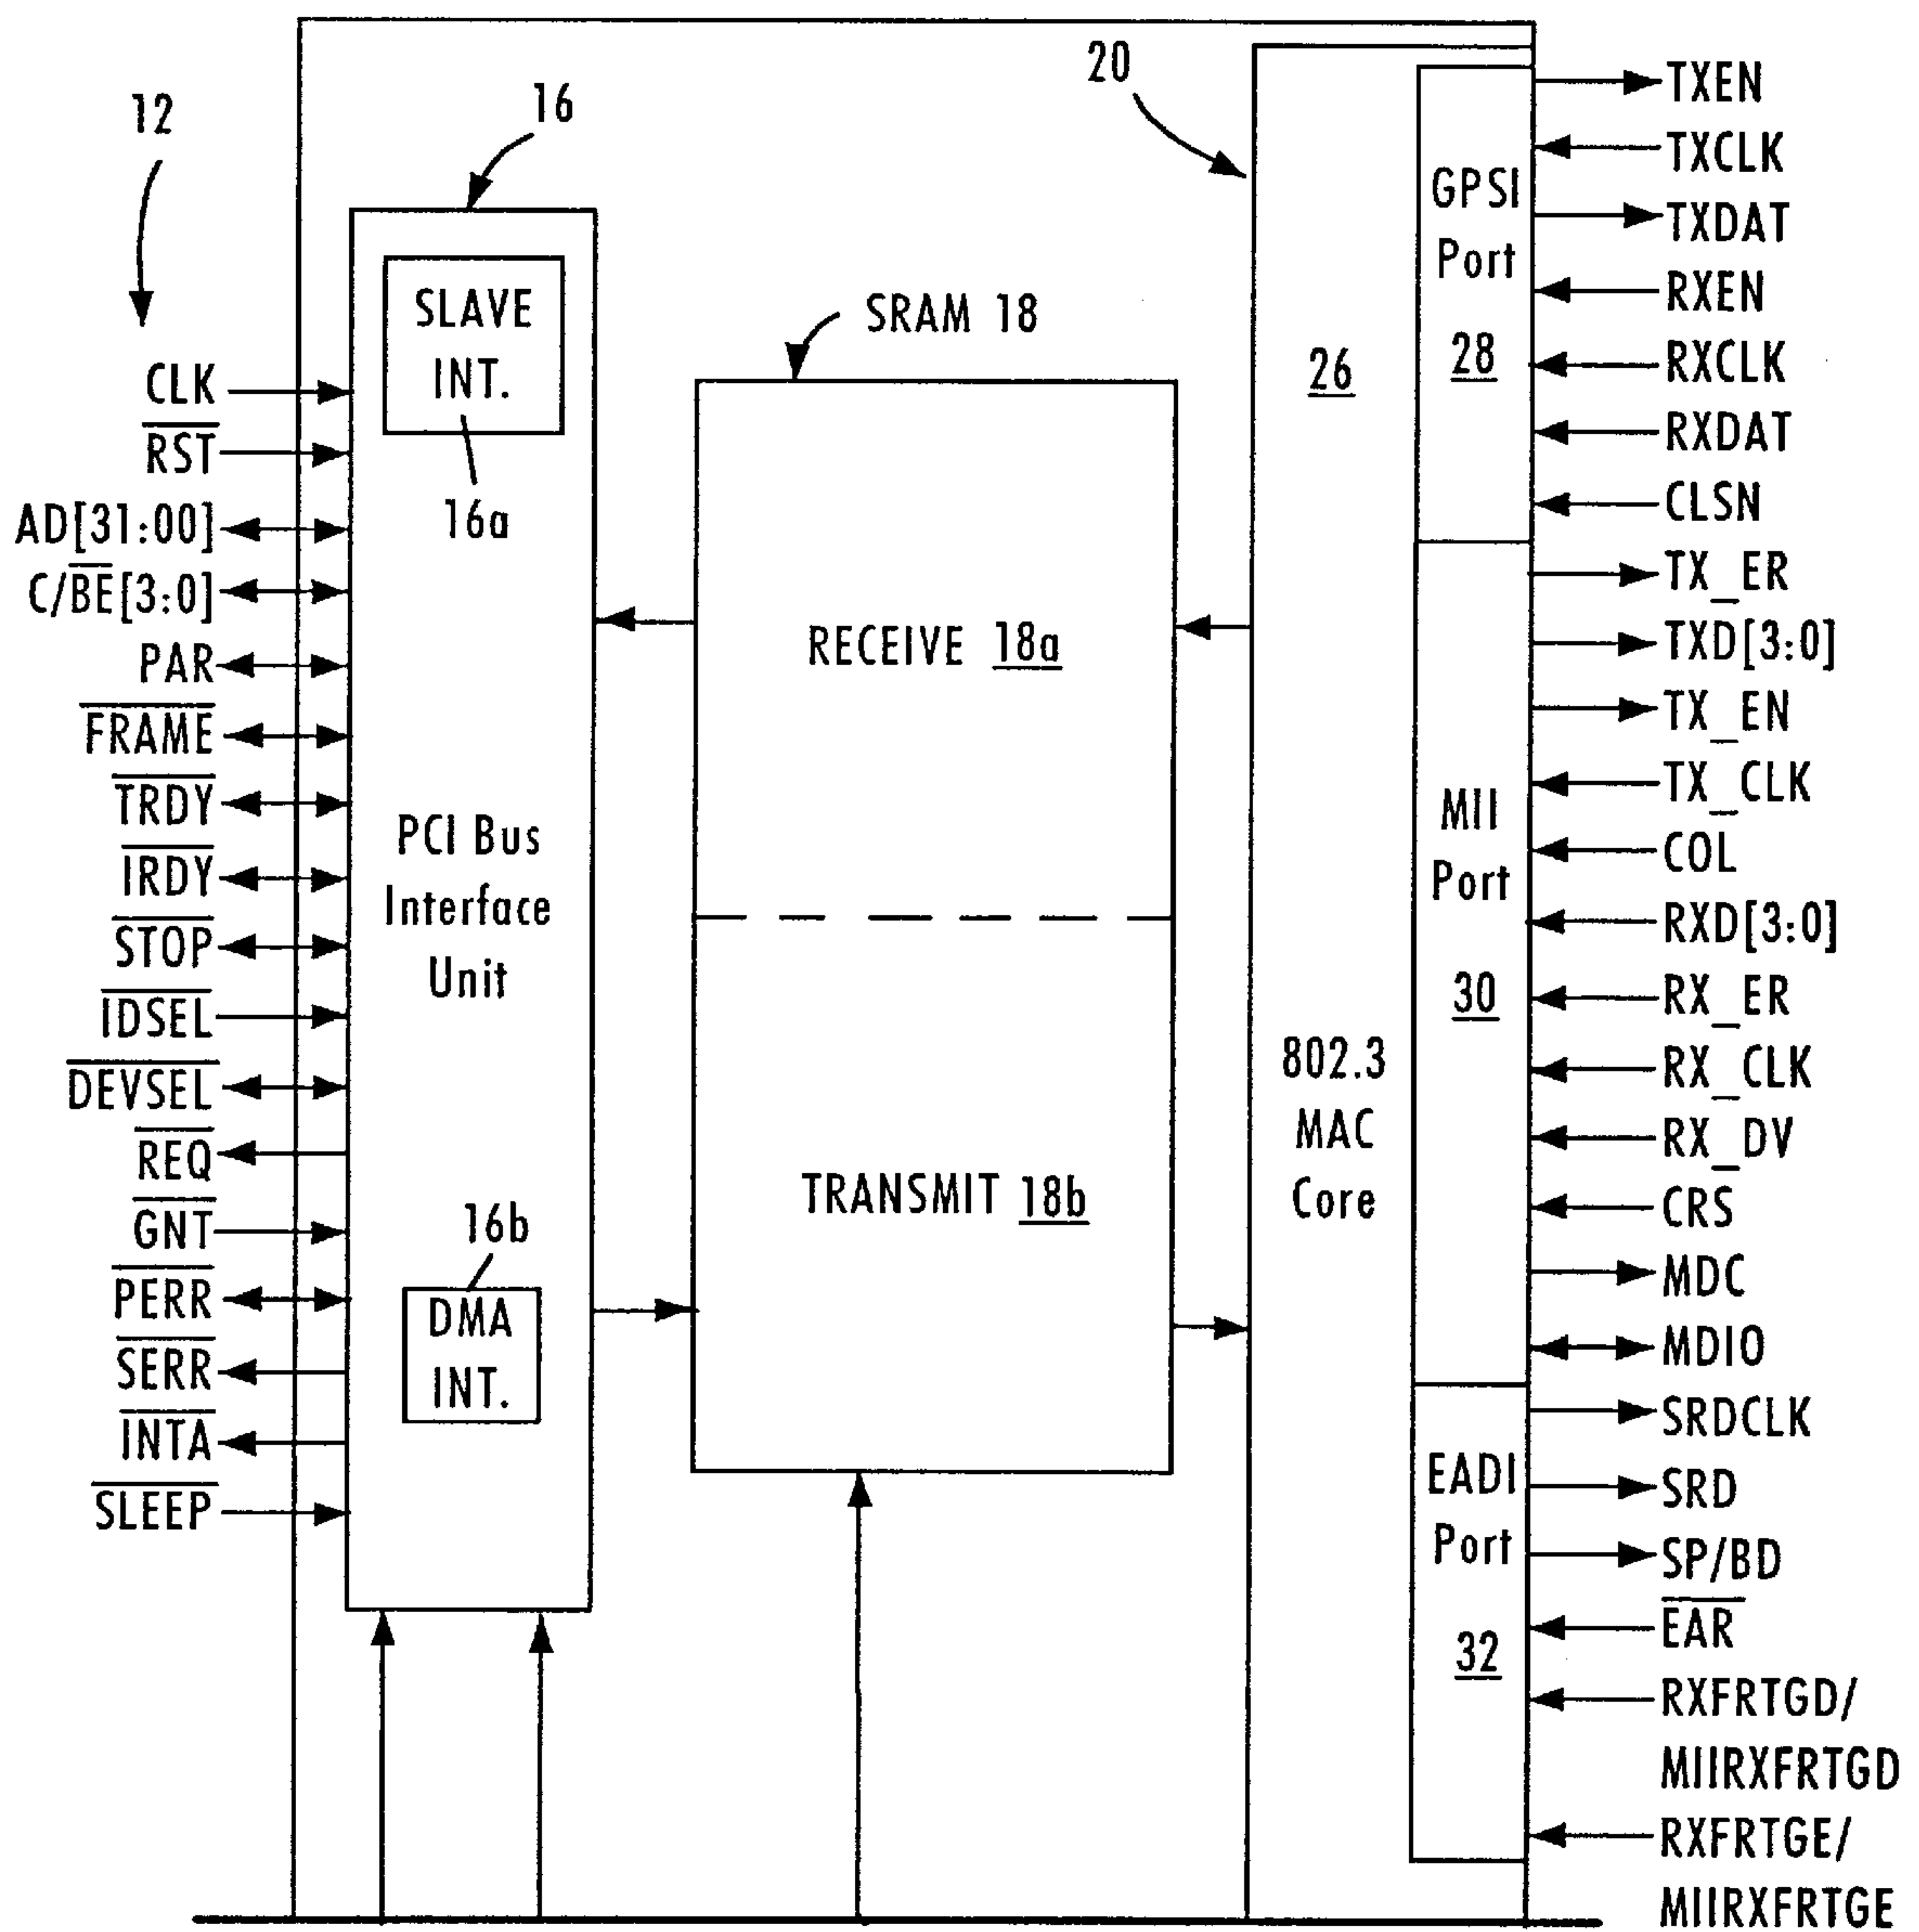 12
CLK
RST
AD[31:00]
C/BE[3:0]
PAR
FRAME
TRDY
IRDY
STOP
IDSEL
DEVSEL
REQ
GNT
PERR
SERR
INTA
SLEEP
16
SLAVE
INT.
16a
PCI Bus
Interface
Unit
16b
DMA
INT.
SRAM 18
RECEIVE 18a
TRANSMIT 18b
20
26
802.3
MAC
Core
GPSI
Port
28
MII
Port
30
EADI
Port
32
TXEN
TXCLK
TXDAT
RXEN
RXCLK
RXDAT
CLSN
TX_ER
TXD[3:0]
TX_EN
TX_CLK
COL
RXD[3:0]
RX_ER
RX_CLK
RX_DV
CRS
MDC
MDIO
SRDCLK
SRD
SP/BD
EAR
RXFRTGD/
MIIRXFRTGD
RXFRTGE/
MIIRXFRTGE